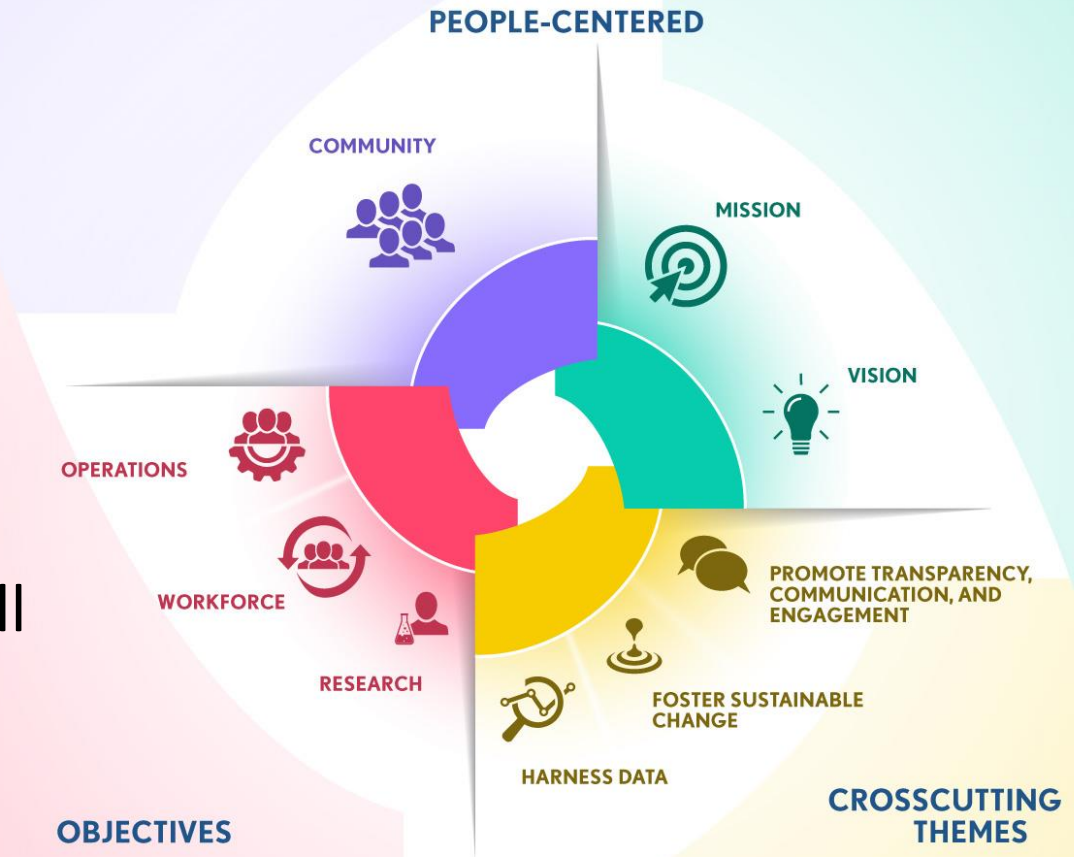 PEOPLE-CENTERED
COMMUNITY
MISSION
VISION
OPERATIONS
WORKFORCE
RESEARCH
PROMOTE TRANSPARENCY,
COMMUNICATION, AND
ENGAGEMENT
FOSTER SUSTAINABLE
CHANGE
HARNESS DATA
OBJECTIVES
CROSSCUTTING
THEMES